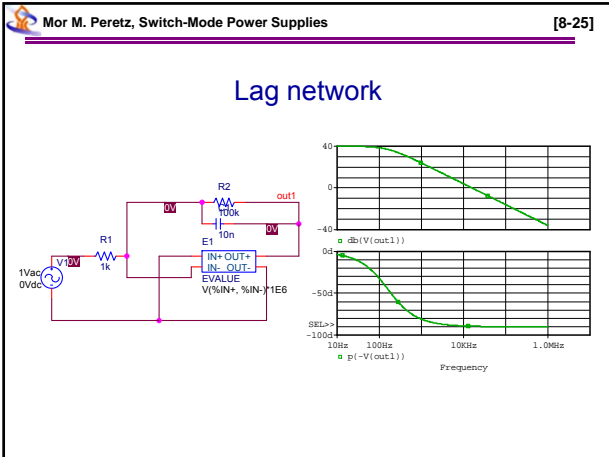 Mor M. Peretz, Switch-Mode Power Supplies [8-25]
Lag network
R2
out1
0V
100k
0V
10n
R1
E1
V1 0V
1k
IN+ OUT+
IN- OUT-
1Vac
0Vdc
EVALUE
V(%IN+, %IN-)*1E6
40
0
-40
db(V(out1))
0d
-50d
SEL>>
-100d
10Hz 100Hz 10KHz 1.0MHz
p(-V(out1))
Frequency